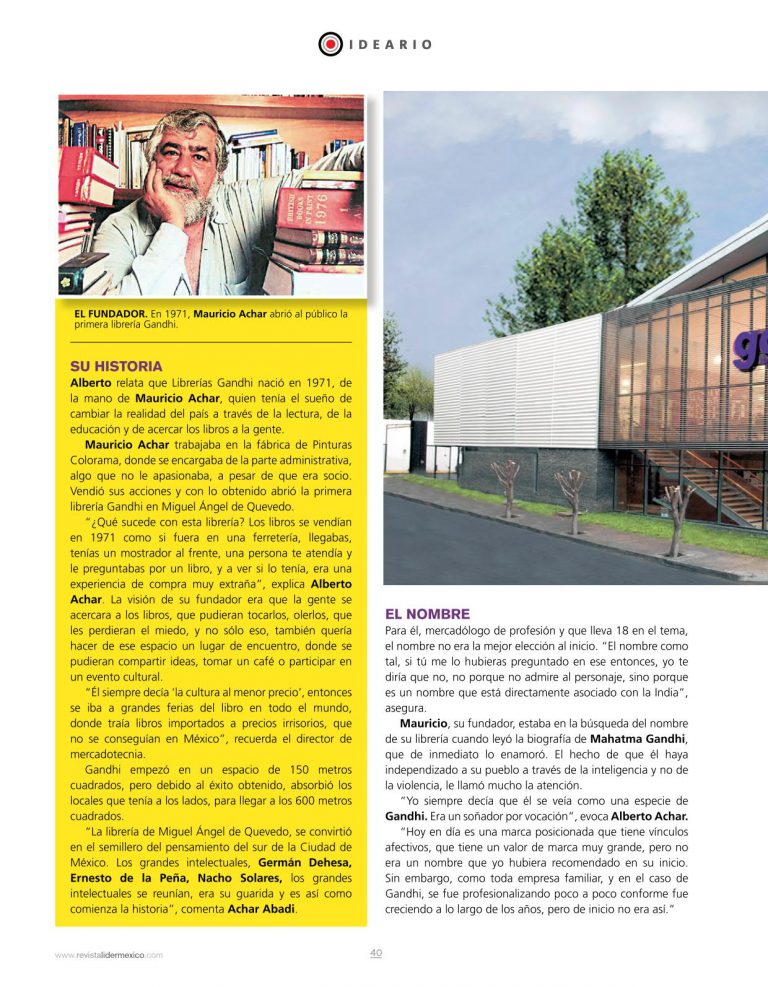 IDEARIO
BRITISH
BOOKS
IN PRINT
1976
EL FUNDADOR. En 1971, Mauricio Achar abrió al público la
primera librería Gandhi.
SU HISTORIA
Alberto relata que Librerías Gandhi nació en 1971, de
la mano de Mauricio Achar, quien tenía el sueño de
cambiar la realidad del país a través de la lectura, de la
educación y de acercar los libros a la gente.
Mauricio Achar trabajaba en la fábrica de Pinturas
Colorama, donde se encargaba de la parte administrativa,
algo que no le apasionaba, a pesar de que era socio.
Vendió sus acciones y con lo obtenido abrió la primera
librería Gandhi en Miguel Ángel de Quevedo.
“¿Qué sucede con esta librería? Los libros se vendían
en 1971 como si fuera en una ferretería, llegabas,
tenías un mostrador al frente, una persona te atendía y
le preguntabas por un libro, y a ver si lo tenía, era una
experiencia de compra muy extraña”, explica Alberto
Achar. La visión de su fundador era que la gente se
acercara a los libros, que pudieran tocarlos, olerlos, que
les perdieran el miedo, y no sólo eso, también quería
hacer de ese espacio un lugar de encuentro, donde se
pudieran compartir ideas, tomar un café o participar en
un evento cultural.
“Él siempre decía ‘la cultura al menor precio’, entonces
se iba a grandes ferias del libro en todo el mundo,
donde traía libros importados a precios irrisorios, que
no se conseguían en México”, recuerda el director de
mercadotecnia.
Gandhi empezó en un espacio de 150 metros
cuadrados, pero debido al éxito obtenido, absorbió los
locales que tenía a los lados, para llegar a los 600 metros
cuadrados.
“La librería de Miguel Ángel de Quevedo, se convirtió
en el semillero del pensamiento del sur de la Ciudad de
México. Los grandes intelectuales, Germán Dehesa,
Ernesto de la Peña, Nacho Solares, los grandes
intelectuales se reunían, era su guarida y es así como
comienza la historia”, comenta Achar Abadi.
EL NOMBRE
Para él, mercadólogo de profesión y que lleva 18 en el tema,
el nombre no era la mejor elección al inicio. “El nombre como
tal, si tú me lo hubieras preguntado en ese entonces, yo te
diría que no, no porque no admire al personaje, sino porque
es un nombre que está directamente asociado con la India”,
asegura.
Mauricio, su fundador, estaba en la búsqueda del nombre
de su librería cuando leyó la biografía de Mahatma Gandhi,
que de inmediato lo enamoró. El hecho de que él haya
independizado a su pueblo a través de la inteligencia y no de
la violencia, le llamó mucho la atención.
“Yo siempre decía que él se veía como una especie de
Gandhi. Era un soñador por vocación”, evoca Alberto Achar.
“Hoy en día es una marca posicionada que tiene vínculos
afectivos, que tiene un valor de marca muy grande, pero no
era un nombre que yo hubiera recomendado en su inicio.
Sin embargo, como toda empresa familiar, y en el caso de
Gandhi, se fue profesionalizando poco a poco conforme fue
creciendo a lo largo de los años, pero de inicio no era así.”
www.revistalidermexico.com
40